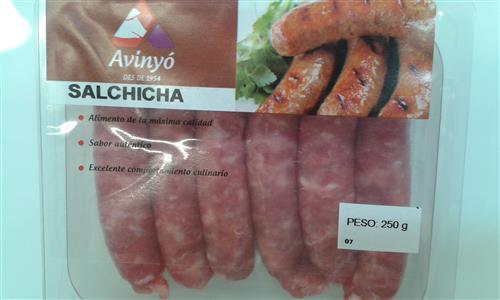 Avinyó
DES DE 1954
SALCHICHA
• Alimento de la máxima calidad
• Sabor auténtico
• Excelente comportamiento culinario
PESO: 250 g
07